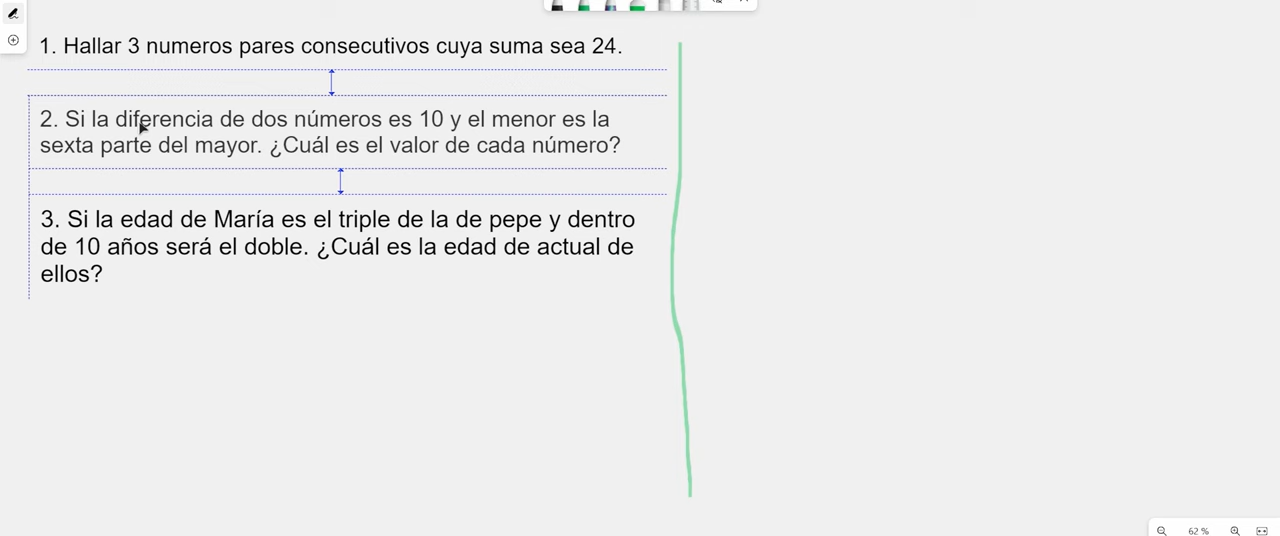 1. Hallar 3 numeros pares consecutivos cuya suma sea 24.
2. Si la diferencia de dos números es 10 y el menor es la
sexta parte del mayor. ¿Cuál es el valor de cada número?
3. Si la edad de María es el triple de la de pepe y dentro
de 10 años será el doble. ¿Cuál es la edad de actual de
ellos?
62 %